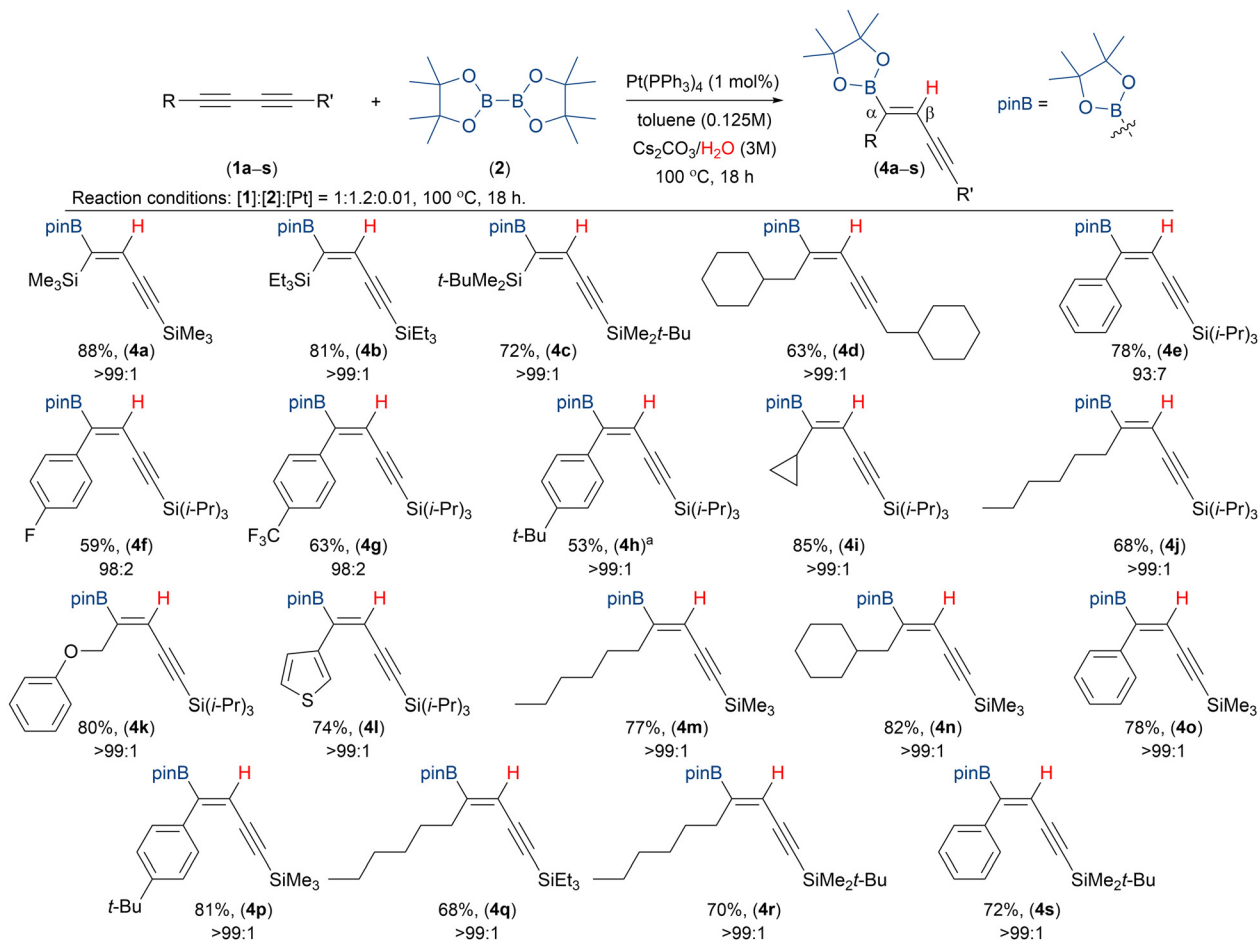 R R'
(1a–s)
+
O O B B O O
(2)
Pt(PPh3)4 (1 mol%)
toluene (0.125M)
Cs2CO3/H2O (3M)
100 °C, 18 h
O O B H
α β
R
R'
(4a–s)
pinB =
O O B
Reaction conditions: [1]:[2]:[Pt] = 1:1.2:0.01, 100 °C, 18 h.
pinB H
Me3Si
SiMe3
88%, (4a)
>99:1
pinB H
Et3Si
SiEt3
81%, (4b)
>99:1
pinB H
t-BuMe2Si
SiMe2t-Bu
72%, (4c)
>99:1
pinB H
63%, (4d)
>99:1
pinB H
Si(i-Pr)3
78%, (4e)
93:7
pinB H
F
Si(i-Pr)3
59%, (4f)
98:2
pinB H
F3C
Si(i-Pr)3
63%, (4g)
98:2
pinB H
t-Bu
Si(i-Pr)3
53%, (4h)a
>99:1
pinB H
Si(i-Pr)3
85%, (4i)
>99:1
pinB H
Si(i-Pr)3
68%, (4j)
>99:1
pinB H
O
Si(i-Pr)3
80%, (4k)
>99:1
pinB H
S
Si(i-Pr)3
74%, (4l)
>99:1
pinB H
SiMe3
77%, (4m)
>99:1
pinB H
SiMe3
82%, (4n)
>99:1
pinB H
SiMe3
78%, (4o)
>99:1
pinB H
t-Bu
SiMe3
81%, (4p)
>99:1
pinB H
SiEt3
68%, (4q)
>99:1
pinB H
SiMe2t-Bu
70%, (4r)
>99:1
pinB H
SiMe2t-Bu
72%, (4s)
>99:1